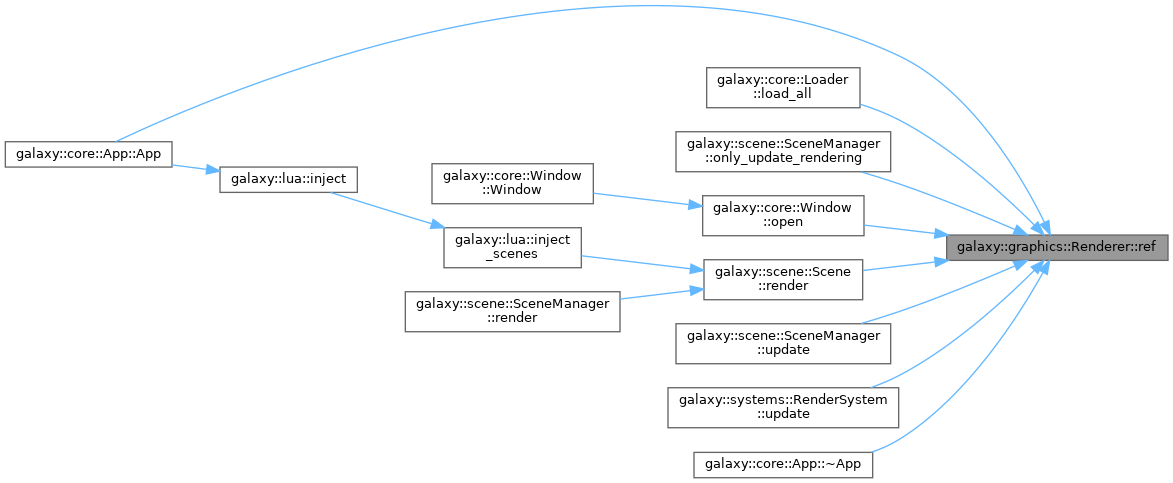 galaxy::core::Loader
::load_all
galaxy::scene::SceneManager
::only_update_rendering
galaxy::core::App::App
galaxy::lua::inject
galaxy::core::Window
::Window
galaxy::core::Window
::open
galaxy::lua::inject
_scenes
galaxy::graphics::Renderer::ref
galaxy::scene::Scene
::render
galaxy::scene::SceneManager
::render
galaxy::scene::SceneManager
::update
galaxy::systems::RenderSystem
::update
galaxy::core::App::~App